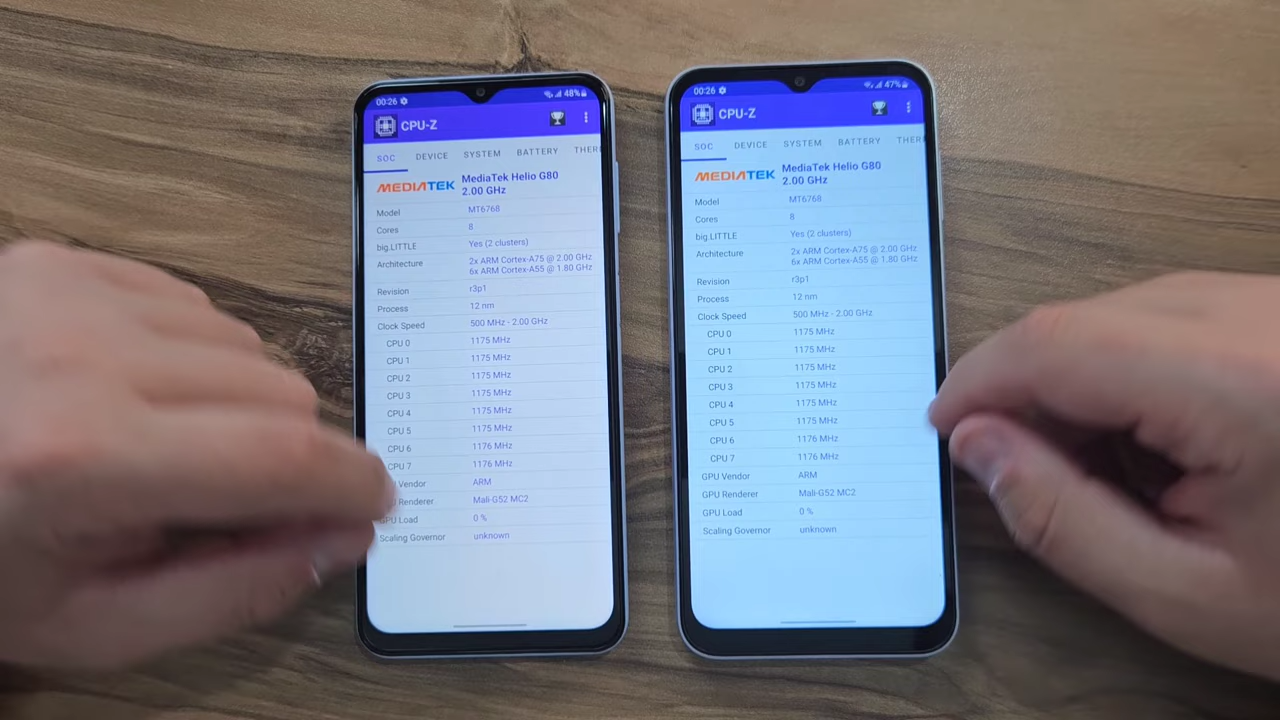 00:26 48%
CPU-Z
SOC DEVICE SYSTEM BATTERY THER
MEDIATEK MediaTek Helio G80
2.00 GHz
Model MT6768
Cores 8
big.LITTLE Yes (2 clusters)
Architecture 2x ARM Cortex-A75 @ 2.00 GHz
6x ARM Cortex-A55 @ 1.80 GHz
Revision r3p1
Process 12 nm
Clock Speed 500 MHz - 2.00 GHz
CPU 0 1175 MHz
CPU 1 1175 MHz
CPU 2 1175 MHz
CPU 3 1175 MHz
CPU 4 1175 MHz
CPU 5 1175 MHz
CPU 6 1176 MHz
CPU 7 1176 MHz
Vendor ARM
Renderer Mali-G52 MC2
GPU Load 0 %
Scaling Governor unknown
00:26 47%
CPU-Z
SOC DEVICE SYSTEM BATTERY THER
MEDIATEK MediaTek Helio G80
2.00 GHz
Model MT6768
Cores 8
big.LITTLE Yes (2 clusters)
Architecture 2x ARM Cortex-A75 @ 2.00 GHz
6x ARM Cortex-A55 @ 1.80 GHz
Revision r3p1
Process 12 nm
Clock Speed 500 MHz - 2.00 GHz
CPU 0 1175 MHz
CPU 1 1175 MHz
CPU 2 1175 MHz
CPU 3 1175 MHz
CPU 4 1175 MHz
CPU 5 1175 MHz
CPU 6 1176 MHz
CPU 7 1176 MHz
GPU Vendor ARM
GPU Renderer Mali-G52 MC2
GPU Load 0 %
Scaling Governor unknown